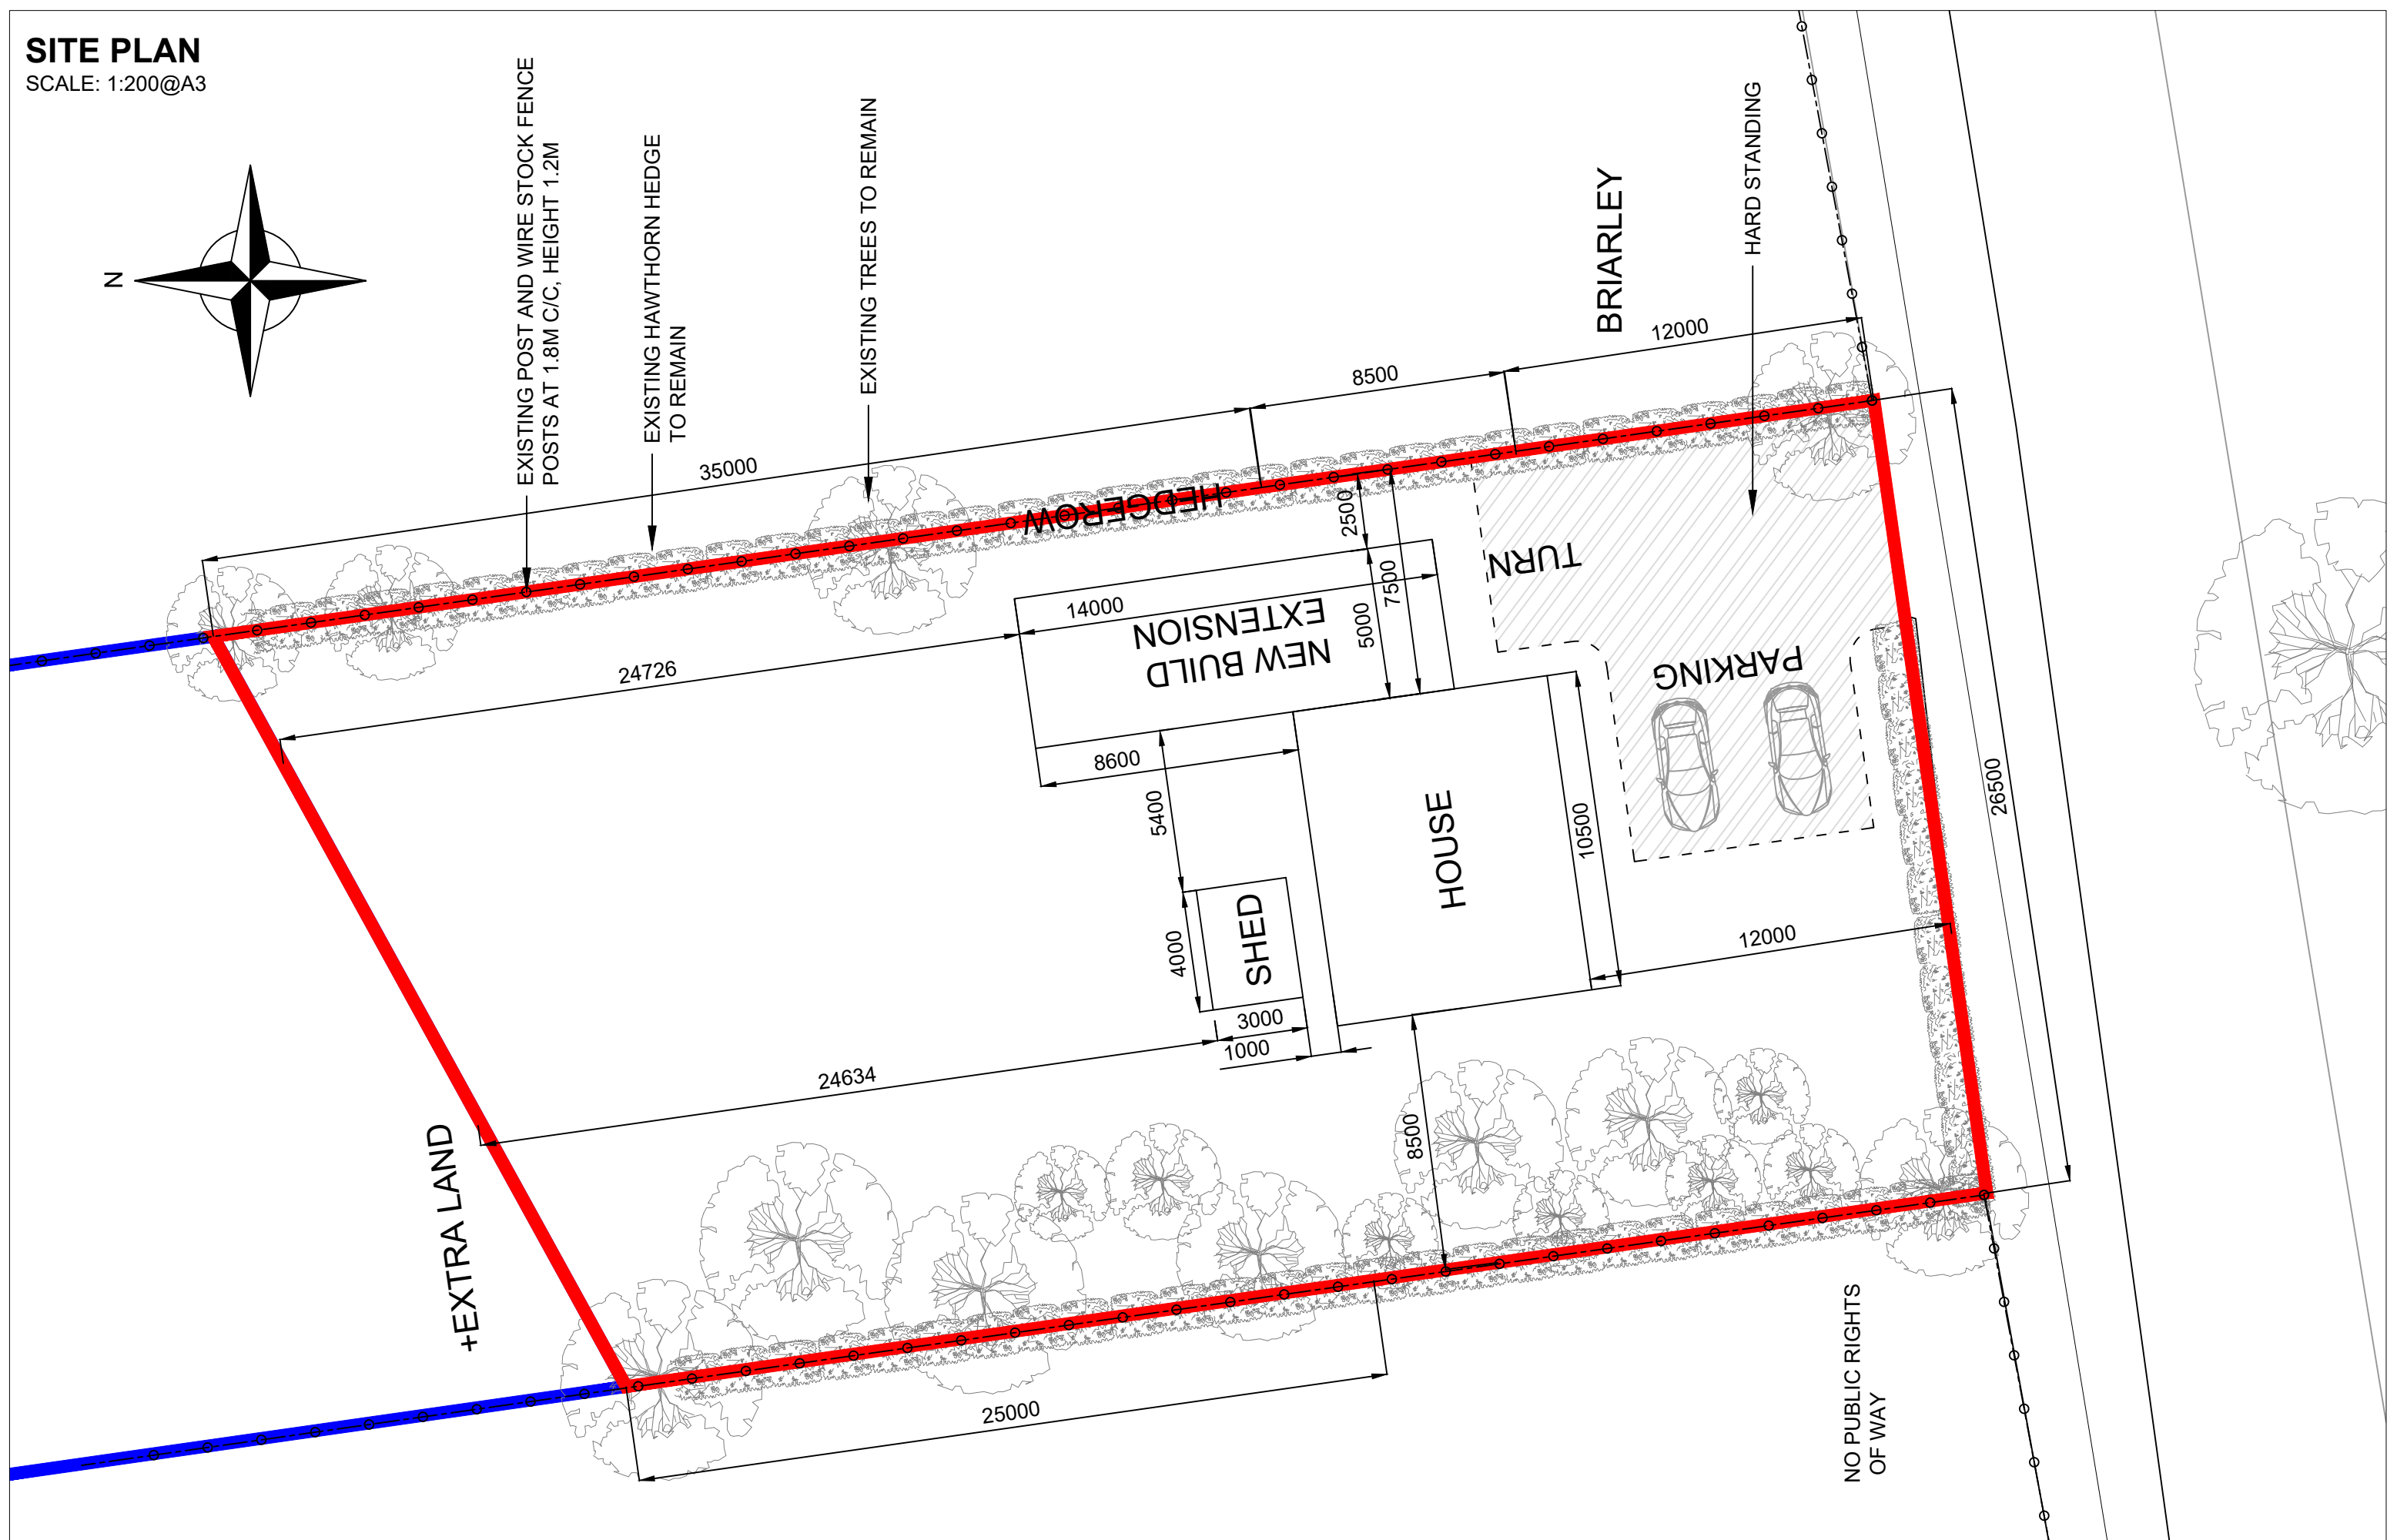 SITE PLAN
SCALE: 1:200@A3
N
EXISTING POST AND WIRE STOCK FENCE
POSTS AT 1.8M C/C, HEIGHT 1.2M
EXISTING HAWTHORN HEDGE
TO REMAIN
EXISTING TREES TO REMAIN
BRIARLEY
HARD STANDING
12000
8500
35000
HEDGEROW
2500
TURN
14000
7500
5000
NEW BUILD
EXTENSION
24726
PARKING
8600
5400
26500
HOUSE
10500
SHED
4000
12000
3000
1000
24634
8500
+EXTRA LAND
25000
NO PUBLIC RIGHTS
OF WAY